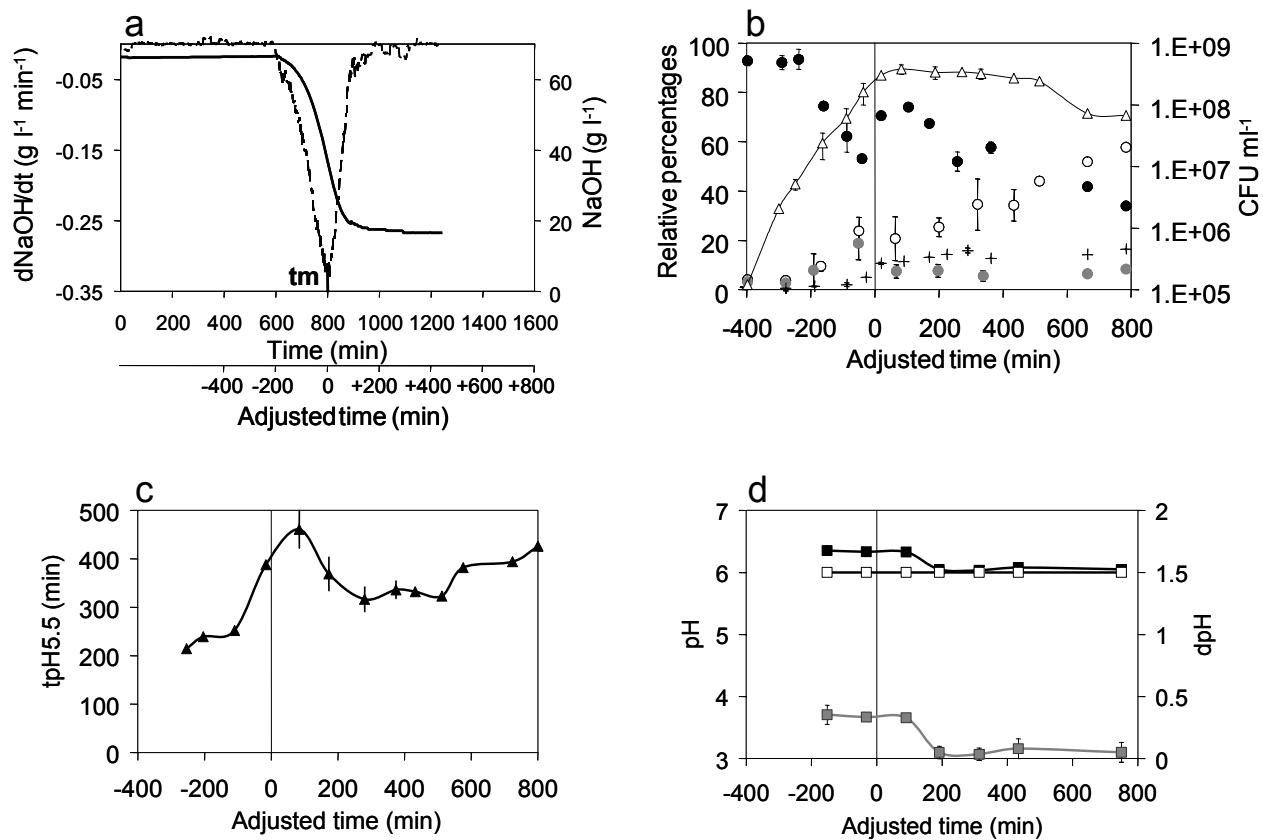 a
dNaOH/dt (g l-1 min-1)
-0.05
-0.15
-0.25
-0.35
tm
60
40
20
0
NaOH (g l-1)
0 200 400 600 800 1000 1200 1400 1600
Time (min)
-400 -200 0 +200 +400 +600 +800
Adjusted time (min)
b
Relative percentages
100
80
60
40
20
0
1.E+09
1.E+08
1.E+07
1.E+06
1.E+05
CFU ml-1
-400 -200 0 200 400 600 800
Adjusted time (min)
c
tpH5.5 (min)
500
400
300
200
100
0
-400 -200 0 200 400 600 800
Adjusted time (min)
d
pH
7
6
5
4
3
2
1.5
1
0.5
0
dpH
-400 -200 0 200 400 600 800
Adjusted time (min)